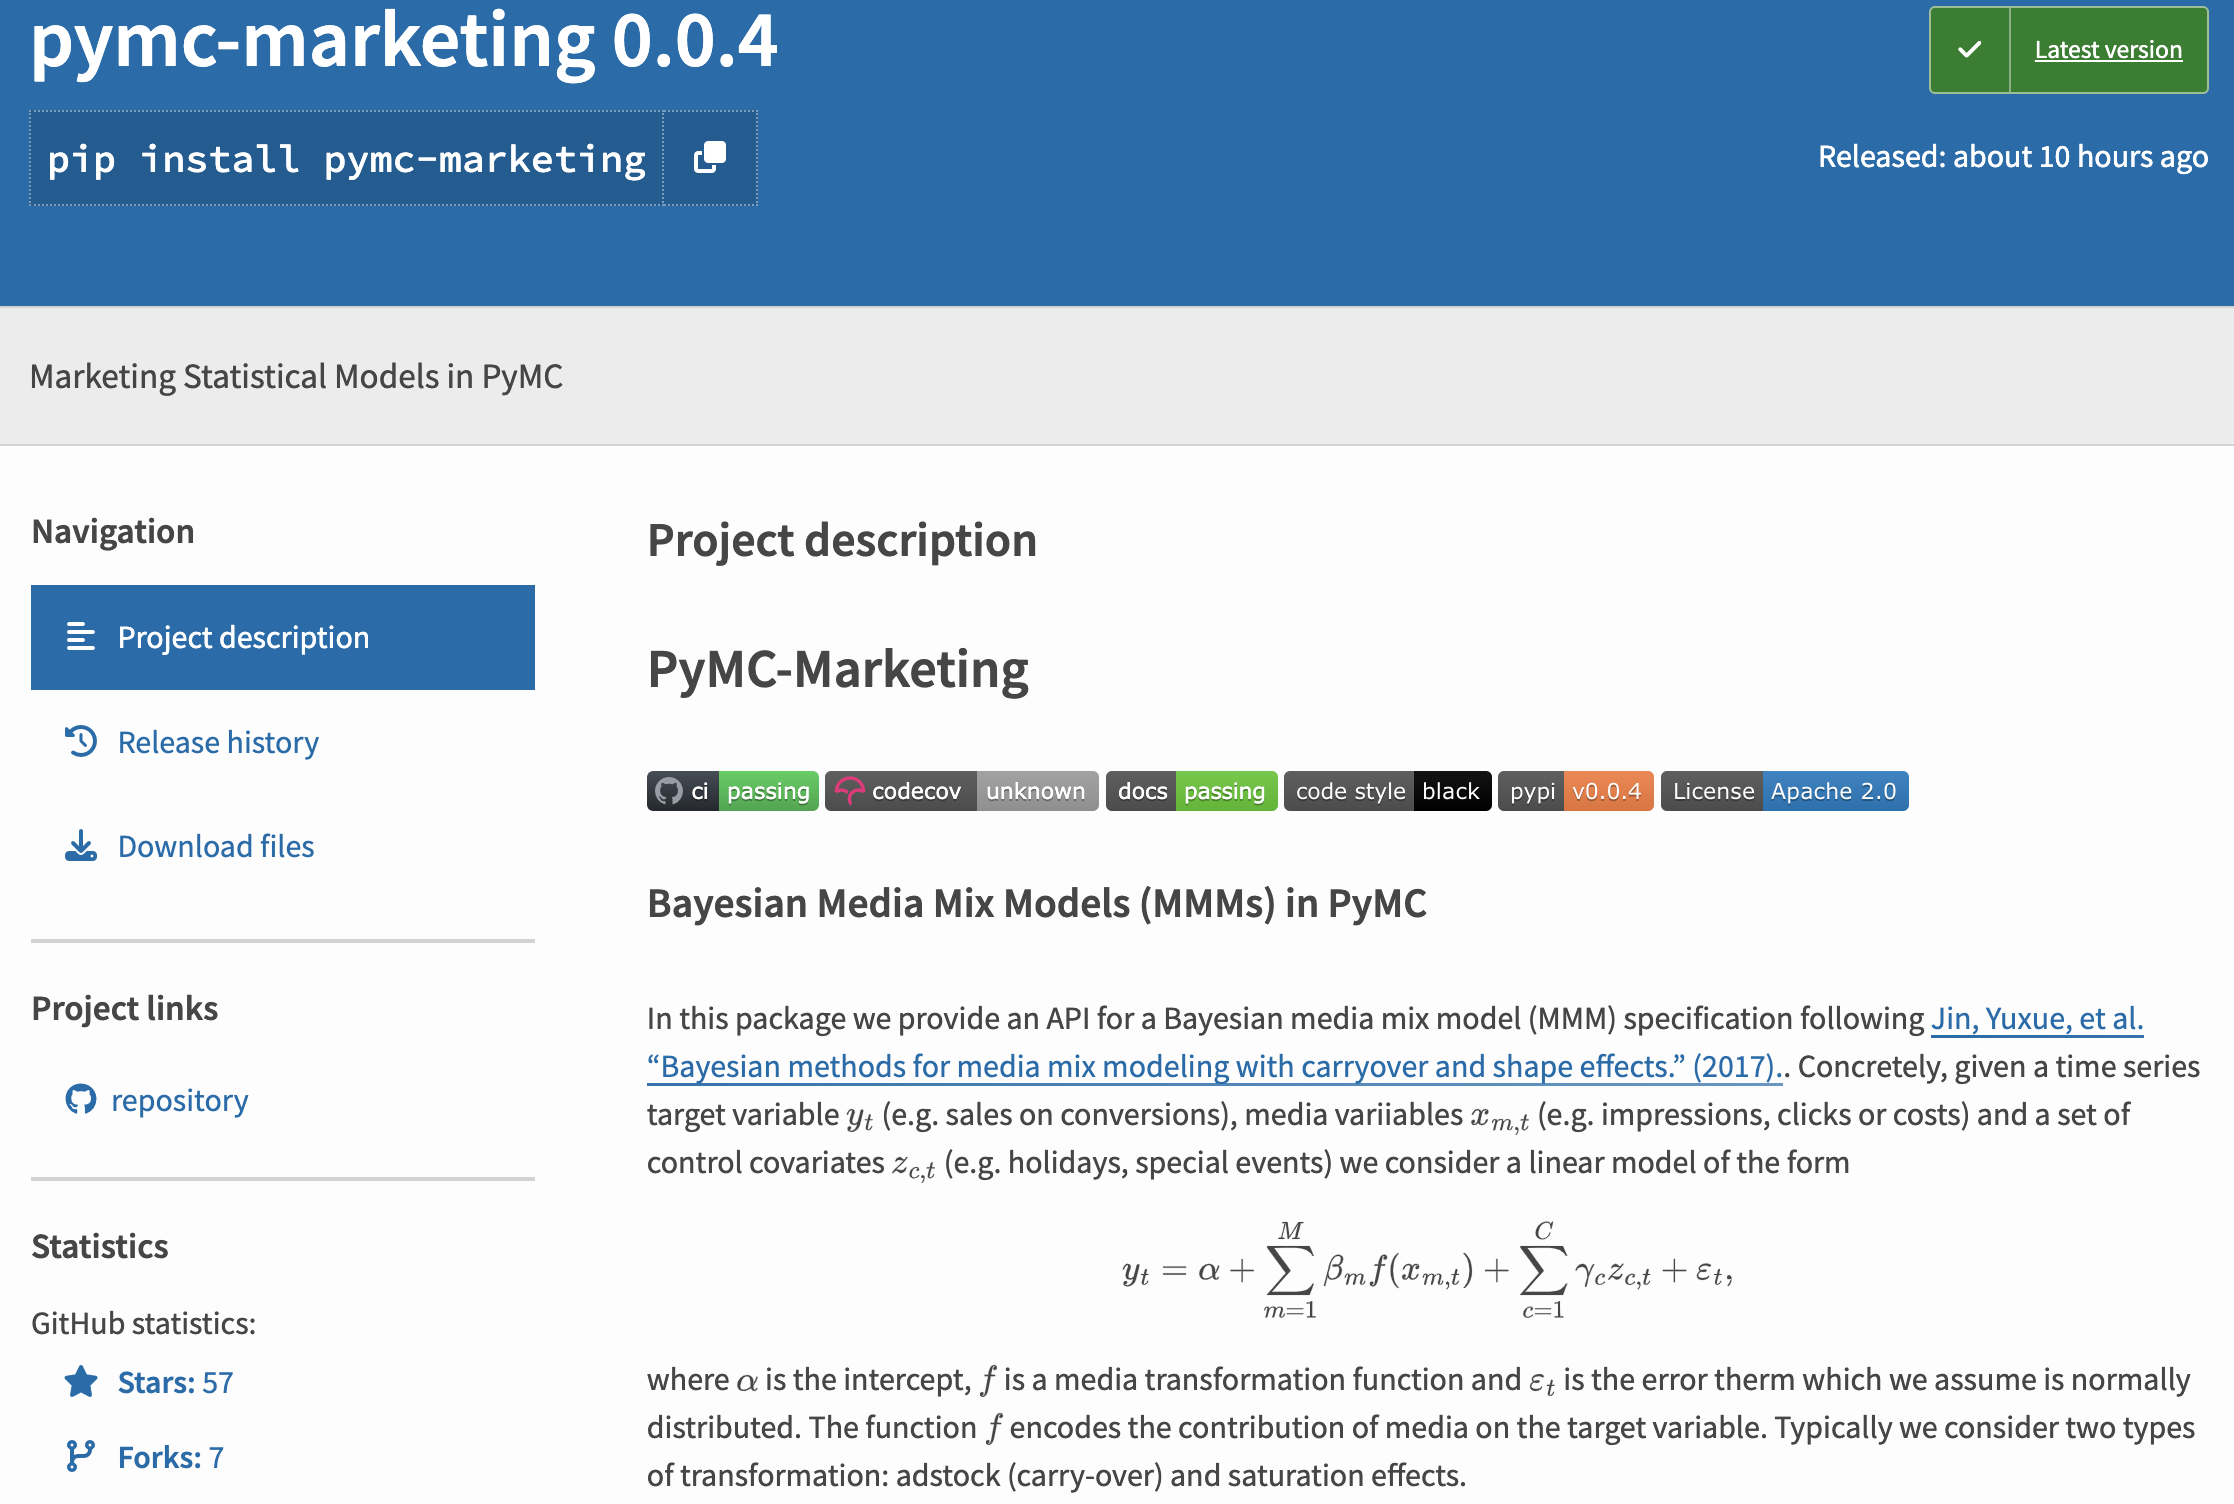 pymc-marketing 0.0.4
Latest version
pip install pymc-marketing
Released: about 10 hours ago
Marketing Statistical Models in PyMC
Navigation
Project description
Release history
Download files
Project links
repository
Statistics
GitHub statistics:
Stars: 57
Forks: 7
Project description
PyMC-Marketing
ci passing codecov unknown docs passing code style black pypi v0.0.4 License Apache 2.0
Bayesian Media Mix Models (MMMs) in PyMC
In this package we provide an API for a Bayesian media mix model (MMM) specification following Jin, Yuxue, et al.
“Bayesian methods for media mix modeling with carryover and shape effects.” (2017).. Concretely, given a time series
target variable y_t (e.g. sales on conversions), media variiables x_{m,t} (e.g. impressions, clicks or costs) and a set of
control covariates z_{c,t} (e.g. holidays, special events) we consider a linear model of the form
y_t = α + \sum_{m=1}^{M} β_m f(x_{m,t}) + \sum_{c=1}^{C} γ_c z_{c,t} + ε_t,
where α is the intercept, f is a media transformation function and ε_t is the error therm which we assume is normally
distributed. The function f encodes the contribution of media on the target variable. Typically we consider two types
of transformation: adstock (carry-over) and saturation effects.